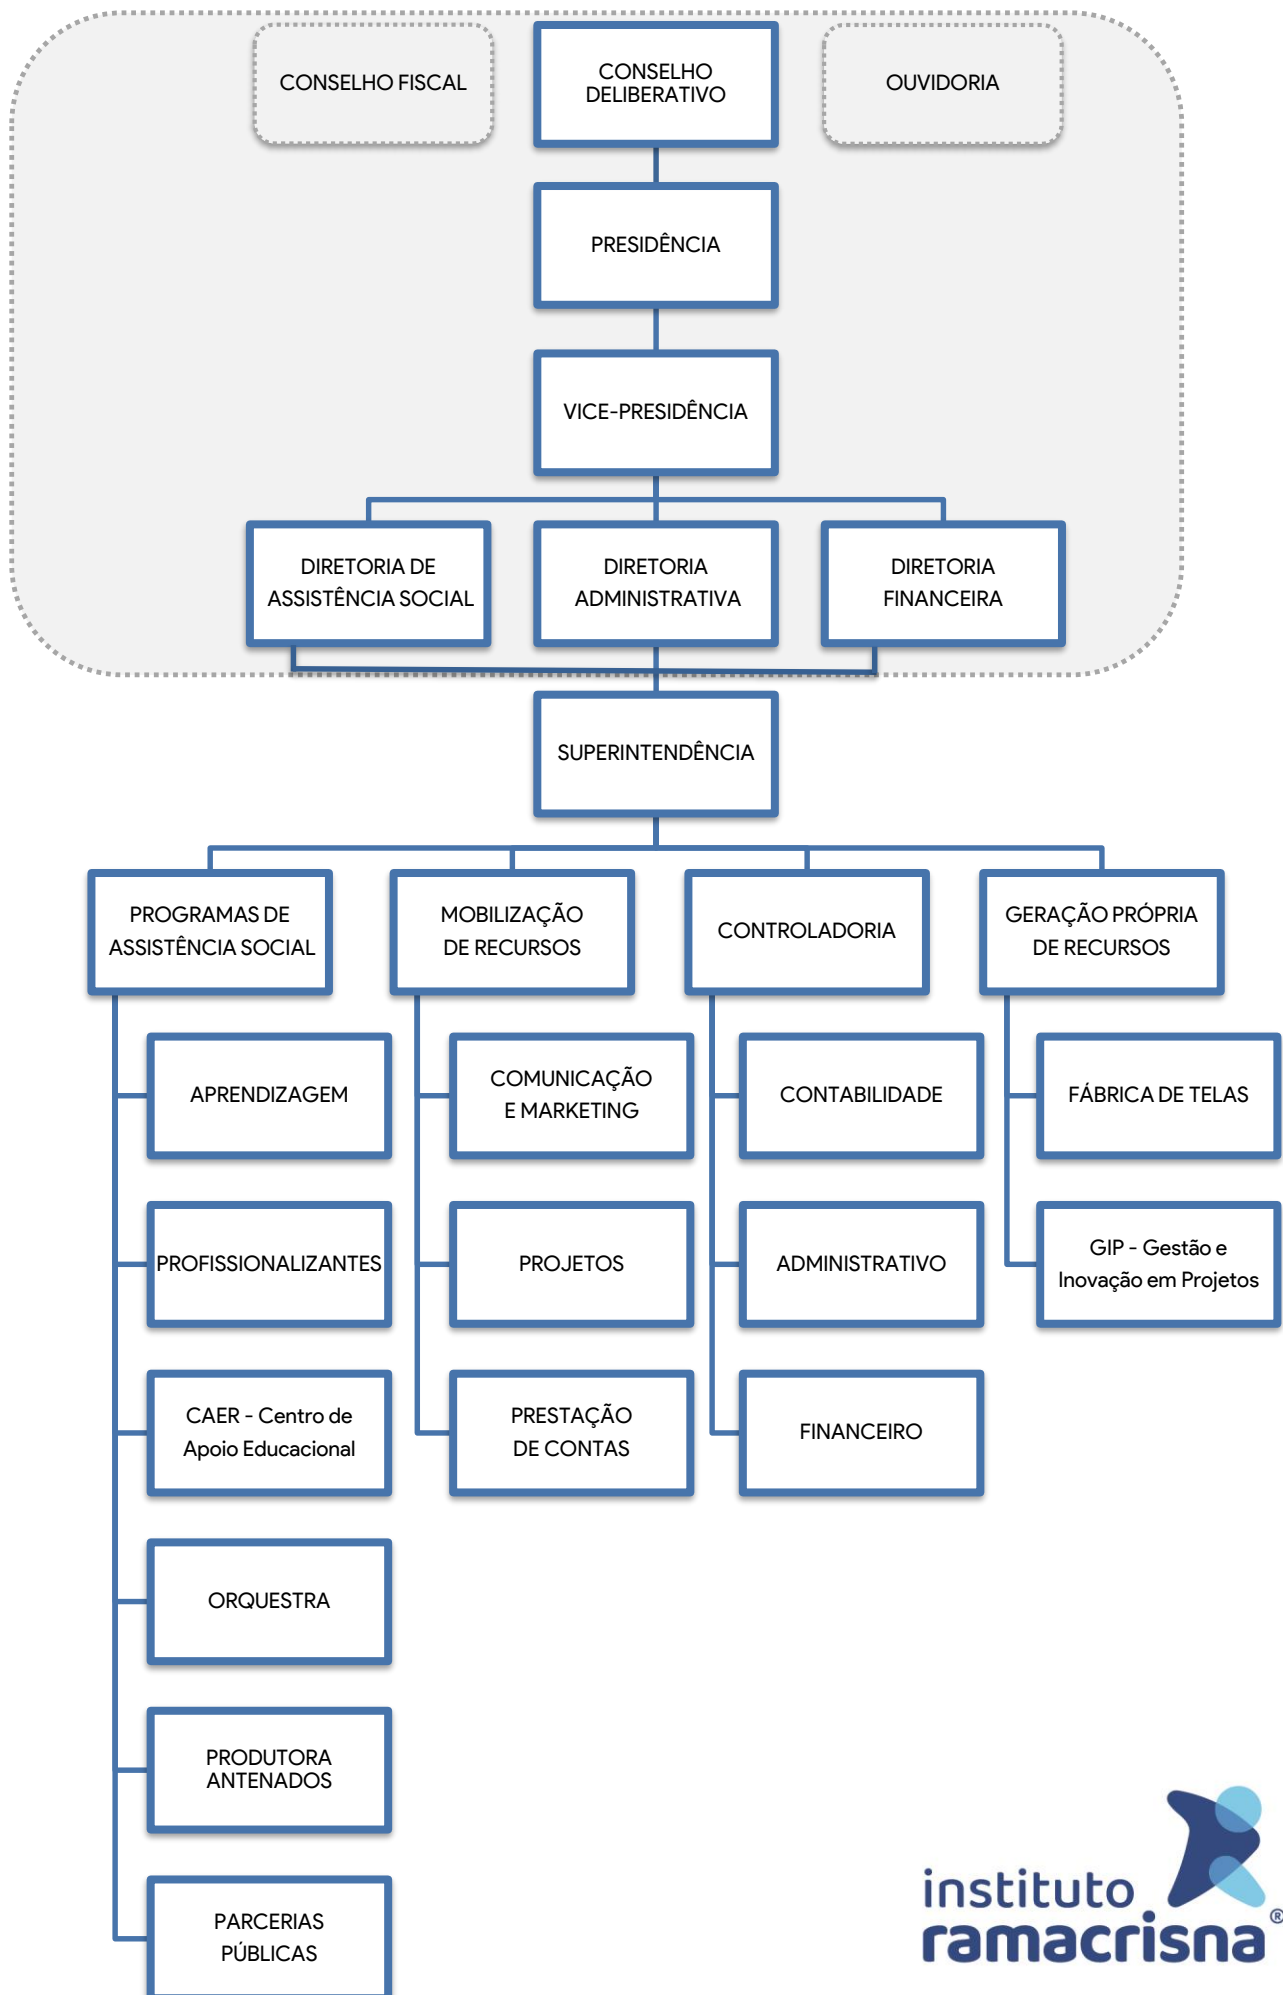 CONSELHO FISCAL
CONSELHO
DELIBERATIVO
OUVIDORIA
PRESIDÊNCIA
VICE-PRESIDÊNCIA
DIRETORIA DE
ASSISTÊNCIA SOCIAL
DIRETORIA
ADMINISTRATIVA
DIRETORIA
FINANCEIRA
SUPERINTENDÊNCIA
PROGRAMAS DE
ASSISTÊNCIA SOCIAL
MOBILIZAÇÃO
DE RECURSOS
CONTROLADORIA
GERAÇÃO PRÓPRIA
DE RECURSOS
APRENDIZAGEM
COMUNICAÇÃO
E MARKETING
CONTABILIDADE
FÁBRICA DE TELAS
PROFISSIONALIZANTES
PROJETOS
ADMINISTRATIVO
GIP - Gestão e
Inovação em Projetos
CAER - Centro de
Apoio Educacional
PRESTAÇÃO
DE CONTAS
FINANCEIRO
ORQUESTRA
PRODUTORA
ANTENADOS
PARCERIAS
PÚBLICAS
instituto
ramacrisna®